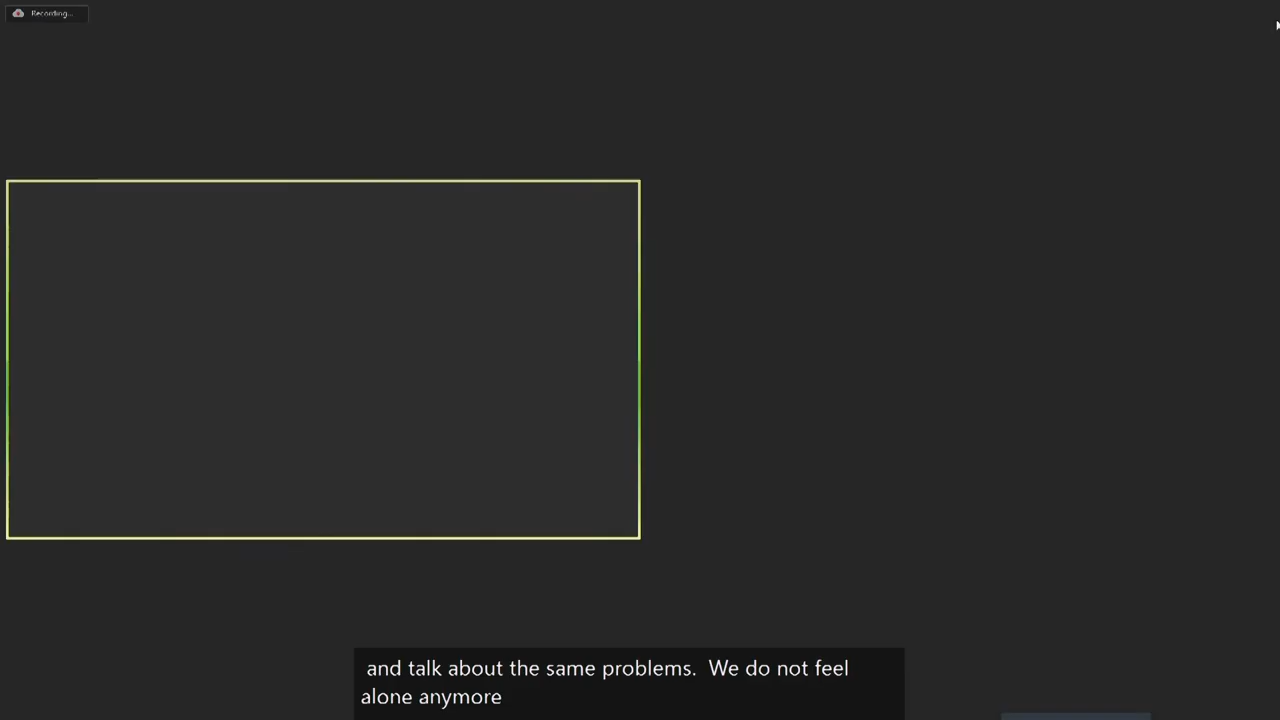 Recording...
and talk about the same problems.  We do not feel
alone anymore